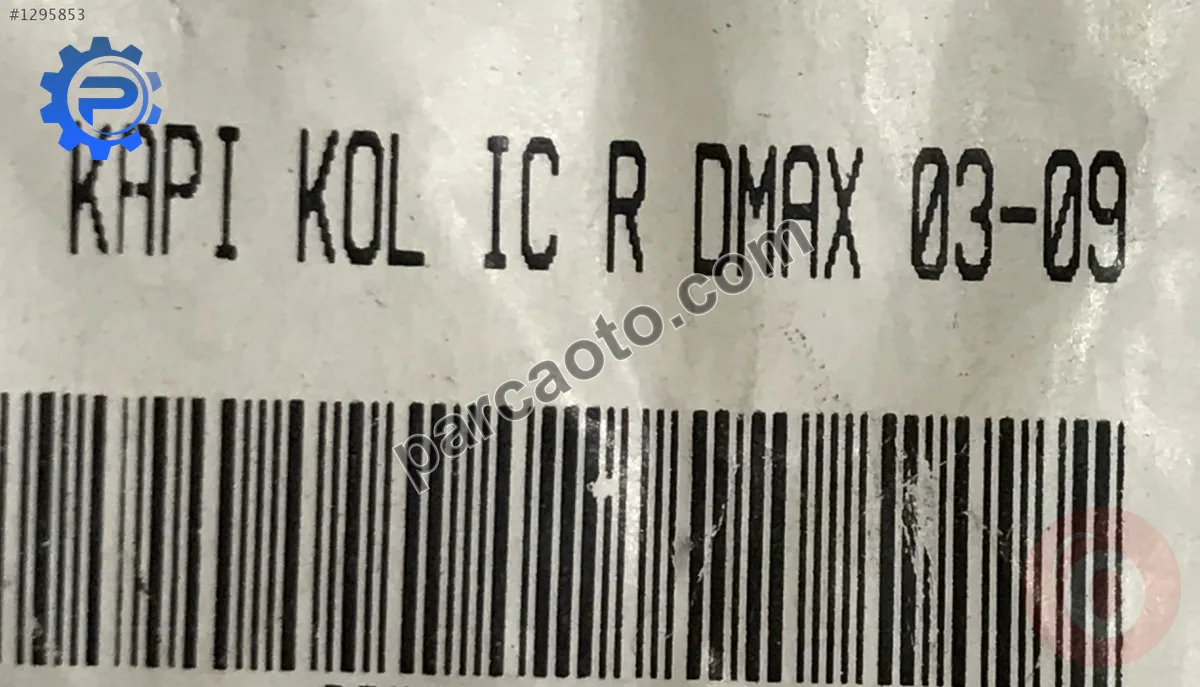 #1295853
KAPI KOL IC R DMAX 03-09
parcaoto.com